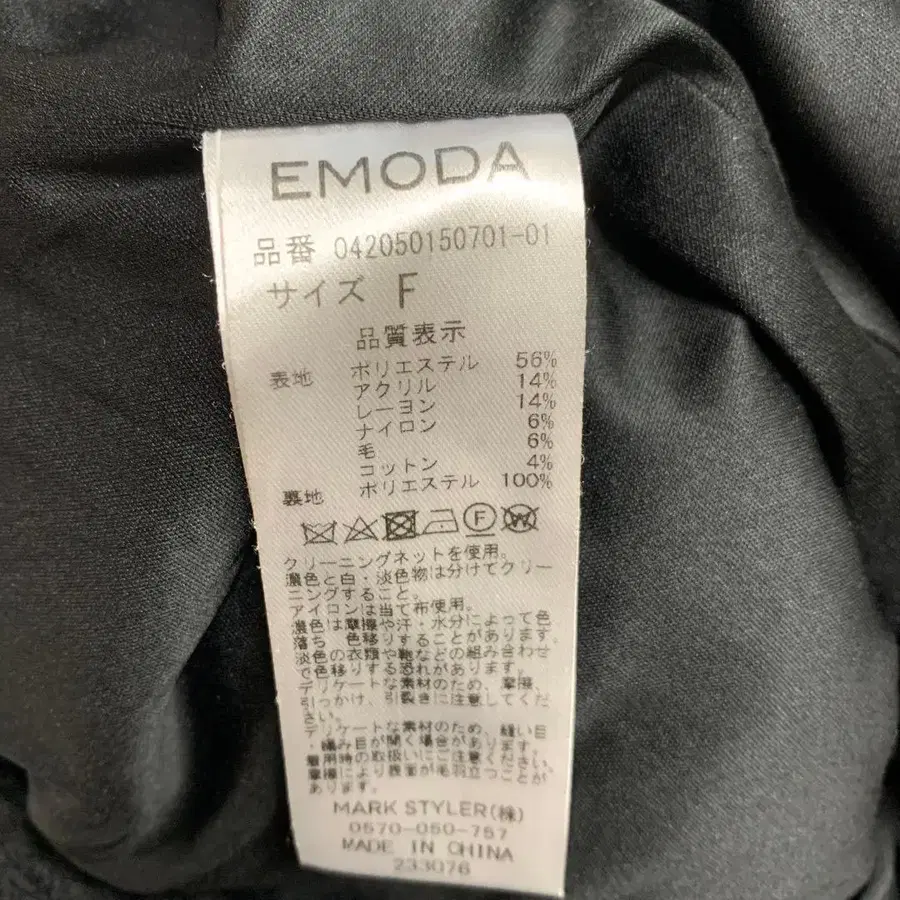 EMODA
品番 042050150701-01
サイズ F
品質表示
表地 ポリエステル 56%
アクリル 14%
レーヨン 14%
ナイロン 6%
毛 6%
コットン 4%
裏地 ポリエステル 100%
F W
クリーニングネットを使用。
濃色と白・淡色物は分けてクリー
ニングすること。
アイロンは当て布使用。
濃色は摩擦や汗・水分によって色
落ち 色移りすることがあります。
淡色の衣類や鞄などの組み合わせ
で色移りする恐れがあります。
デリケートな素材のため、摩擦、
引っかけ、引裂きに注意してくだ
さい。
デリケートな素材のため、縫い目
・編み目が開く場合があります。
着用時の取扱いにご注意ください。
摩擦により表面が毛羽立つことが
あります。
MARK STYLER(株)
0570-050-757
MADE IN CHINA
233076